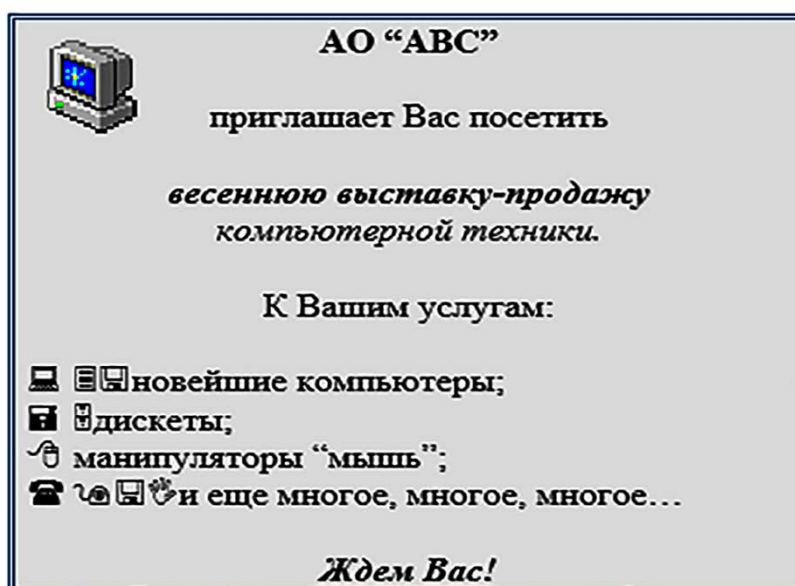 АО “АВС”
приглашает Вас посетить
весеннюю выставку-продажу
компьютерной техники.
К Вашим услугам:
новейшие компьютеры;
дискеты;
манипуляторы “мышь”;
и еще многое, многое, многое…
Ждем Вас!